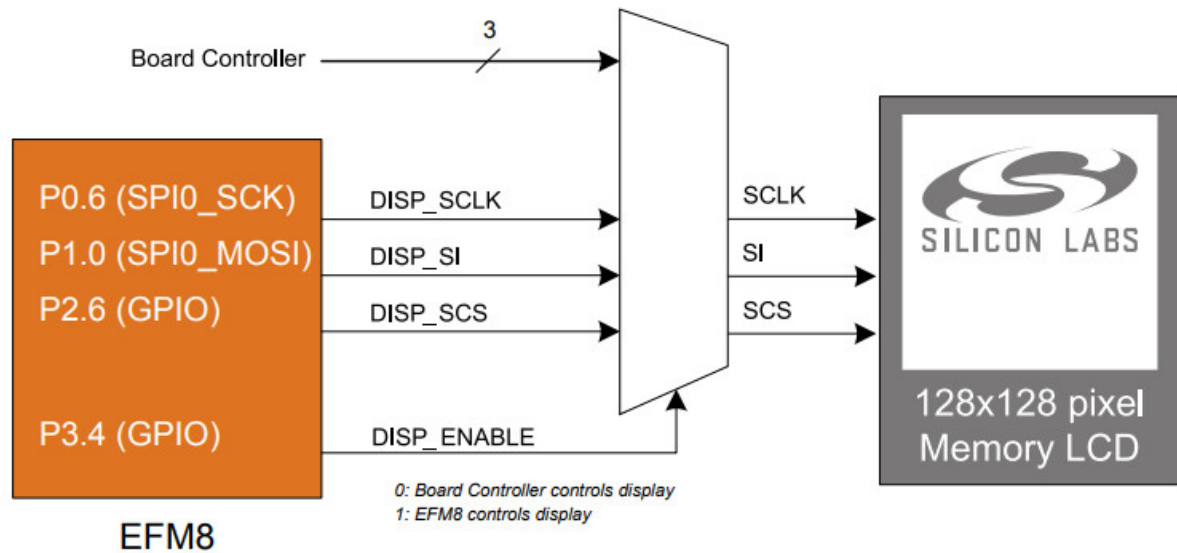 3
Board Controller
P0.6 (SPI0_SCK)
DISP_SCLK
SCLK
P1.0 (SPI0_MOSI)
DISP_SI
SI
P2.6 (GPIO)
DISP_SCS
SCS
P3.4 (GPIO)
DISP_ENABLE
0: Board Controller controls display
1: EFM8 controls display
EFM8
SILICON LABS
128x128 pixel
Memory LCD